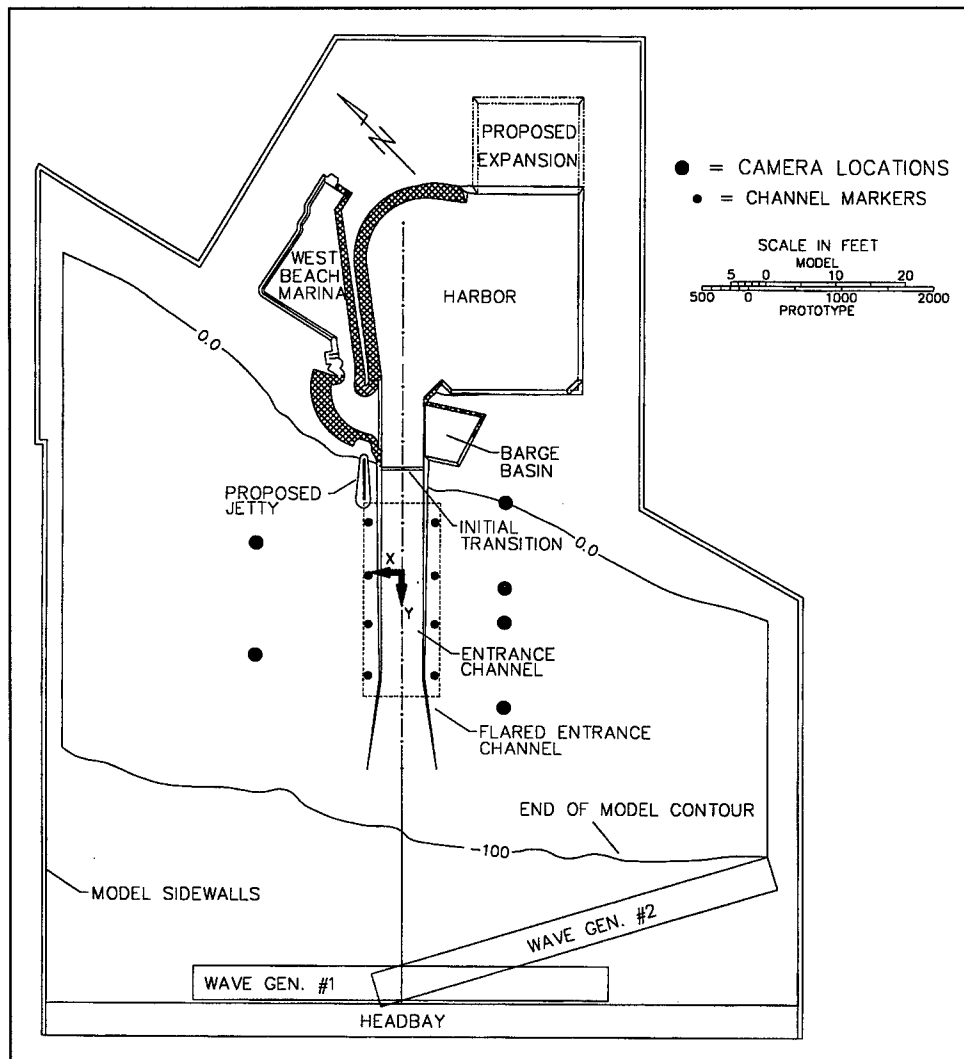 PROPOSED
EXPANSION
N
● = CAMERA LOCATIONS
• = CHANNEL MARKERS
SCALE IN FEET
MODEL
5 0 10 20
500 0 1000 2000
PROTOTYPE
WEST
BEACH
MARINA
HARBOR
0.0
BARGE
BASIN
PROPOSED
JETTY
INITIAL
TRANSITION
0.0
X
Y
ENTRANCE
CHANNEL
FLARED ENTRANCE
CHANNEL
END OF MODEL CONTOUR
-100
MODEL SIDEWALLS
WAVE GEN. #2
WAVE GEN. #1
HEADBAY